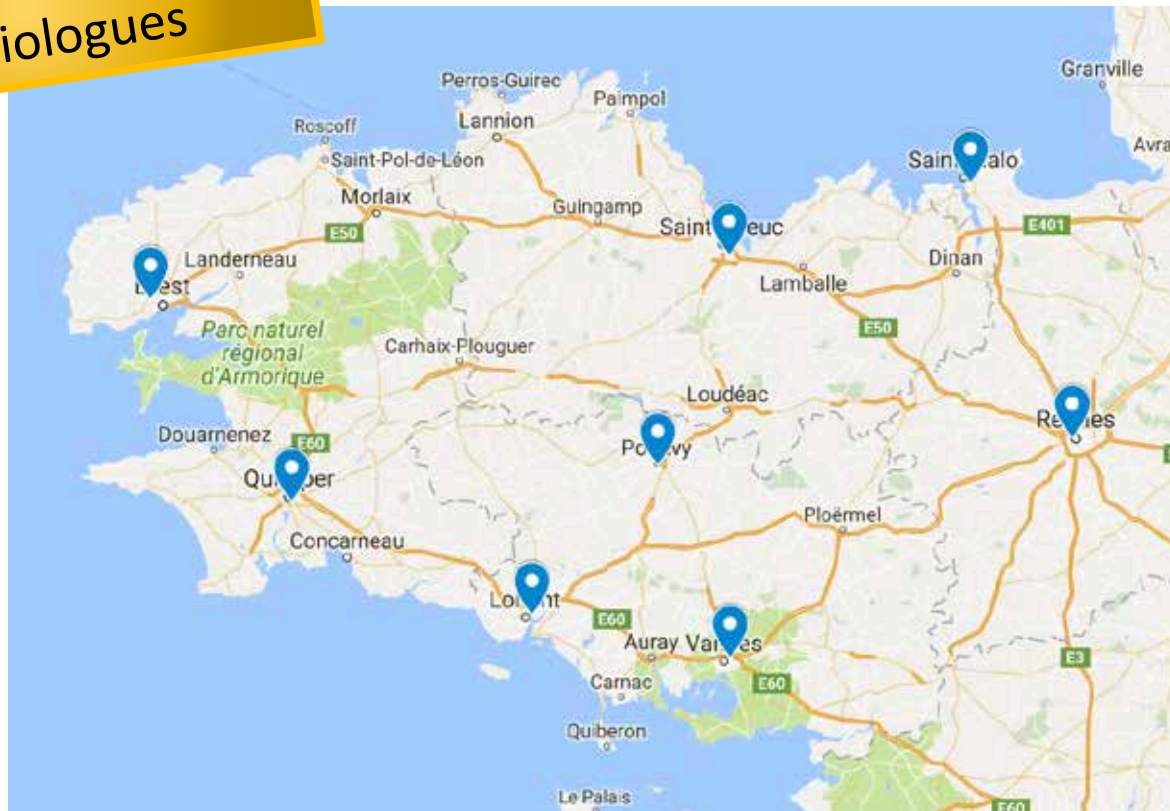 iologues
Granville
Perros-Guirec
Paimpol
Lannion
Roscoff
Avra
Saint-Pol-de-Léon
Morlaix
Guingamp
E50
E401
Landerneau
Dinan
Lamballe
Parc naturel
régional
d'Armorique
E50
Carhaix-Plouguer
Loudéac
Douarnenez
E60
Ploërmel
Concarneau
E60
Auray
E3
Carnac
E60
Quiberon
Le Palais
E60